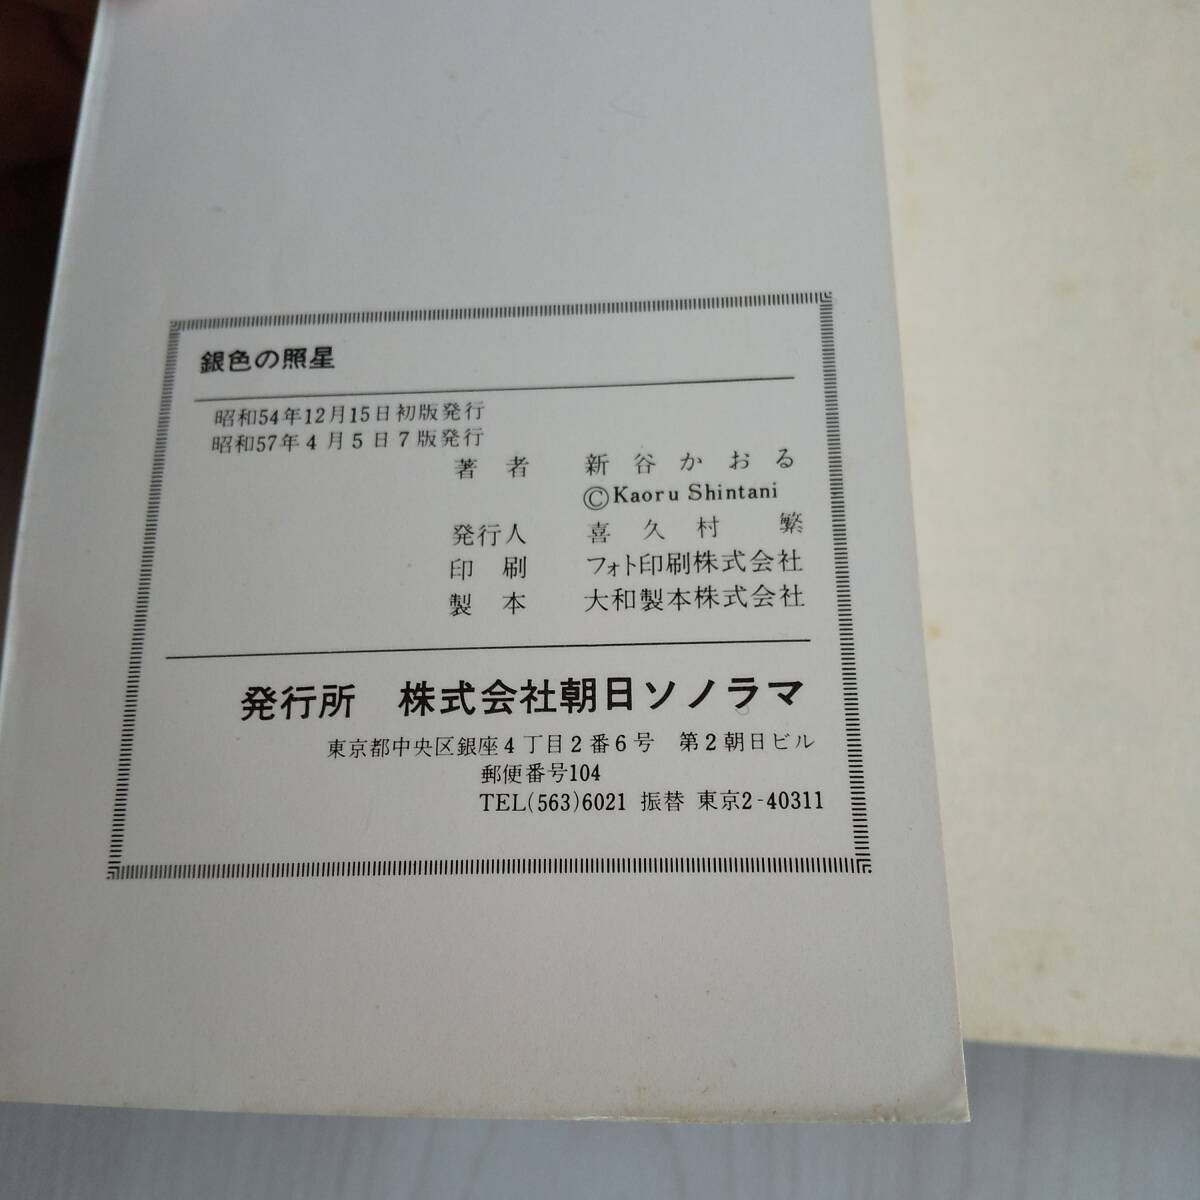 銀色の照星
昭和54年12月15日初版発行
昭和57年4月5日7版発行
著者 新谷かおる
©Kaoru Shintani
発行人 喜久村 繁
印刷 フォト印刷株式会社
製本 大和製本株式会社
発行所 株式会社朝日ソノラマ
東京都中央区銀座4丁目2番6号 第2朝日ビル
郵便番号104
TEL(563)6021 振替 東京2-40311